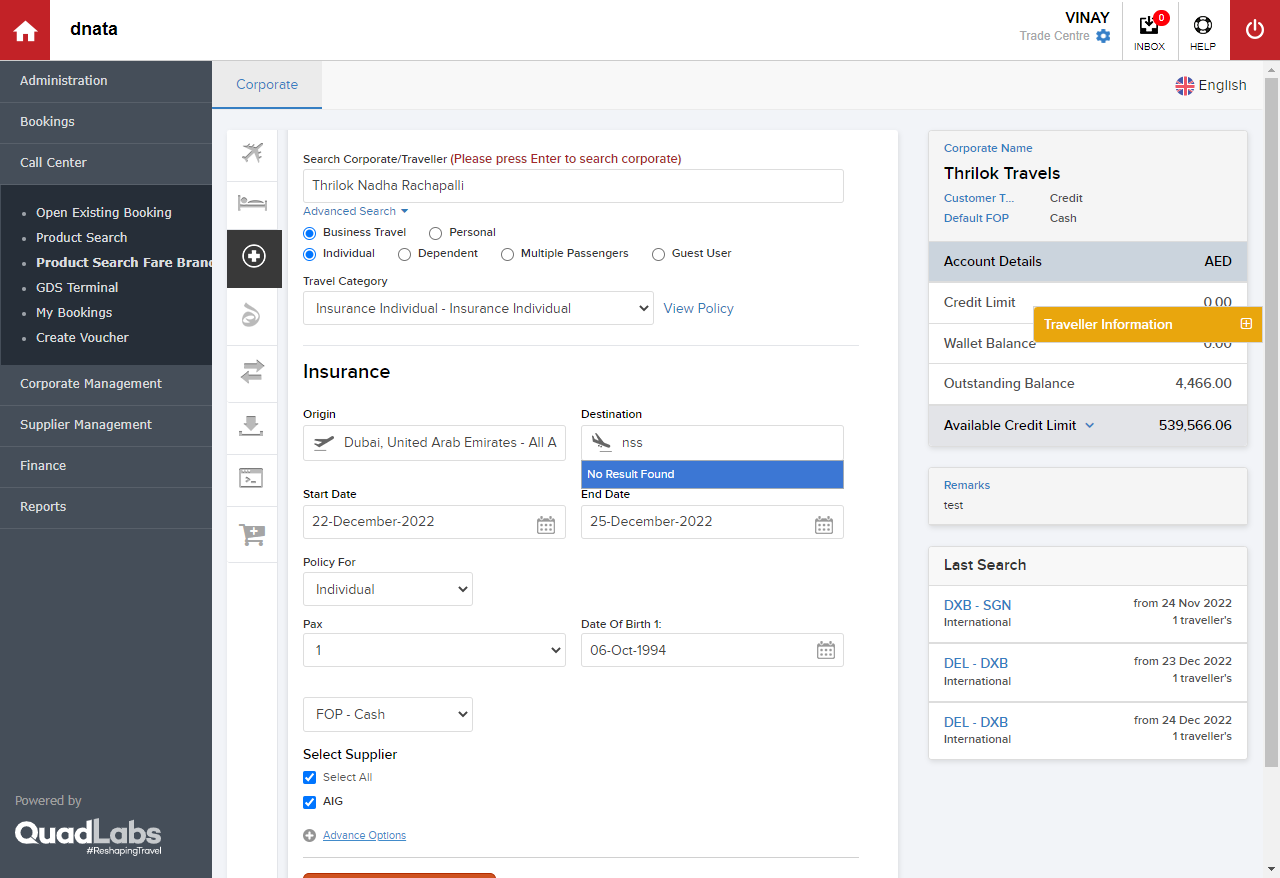 dnata
VINAY
Trade Centre
0
INBOX
HELP
Administration
Bookings
Call Center
Open Existing Booking
Product Search
Product Search Fare Bran
GDS Terminal
My Bookings
Create Voucher
Corporate Management
Supplier Management
Finance
Reports
Powered by
QuadLabs
#ReshapingTravel
Corporate
English
Search Corporate/Traveller (Please press Enter to search corporate)
Thrilok Nadha Rachapalli
Advanced Search
Business Travel Personal
Individual Dependent Multiple Passengers Guest User
Travel Category
Insurance Individual - Insurance Individual View Policy
Insurance
Origin Destination
Dubai, United Arab Emirates - All A nss
No Result Found
Start Date End Date
22-December-2022 25-December-2022
Policy For
Individual
Pax Date Of Birth 1:
1 06-Oct-1994
FOP - Cash
Select Supplier
Select All
AIG
Advance Options
Corporate Name
Thrilok Travels
Customer T... Credit
Default FOP Cash
Account Details AED
Credit Limit 0.00
Traveller Information
Wallet Balance 0.00
Outstanding Balance 4,466.00
Available Credit Limit 539,566.06
Remarks
test
Last Search
DXB - SGN from 24 Nov 2022
International 1 traveller's
DEL - DXB from 23 Dec 2022
International 1 traveller's
DEL - DXB from 24 Dec 2022
International 1 traveller's